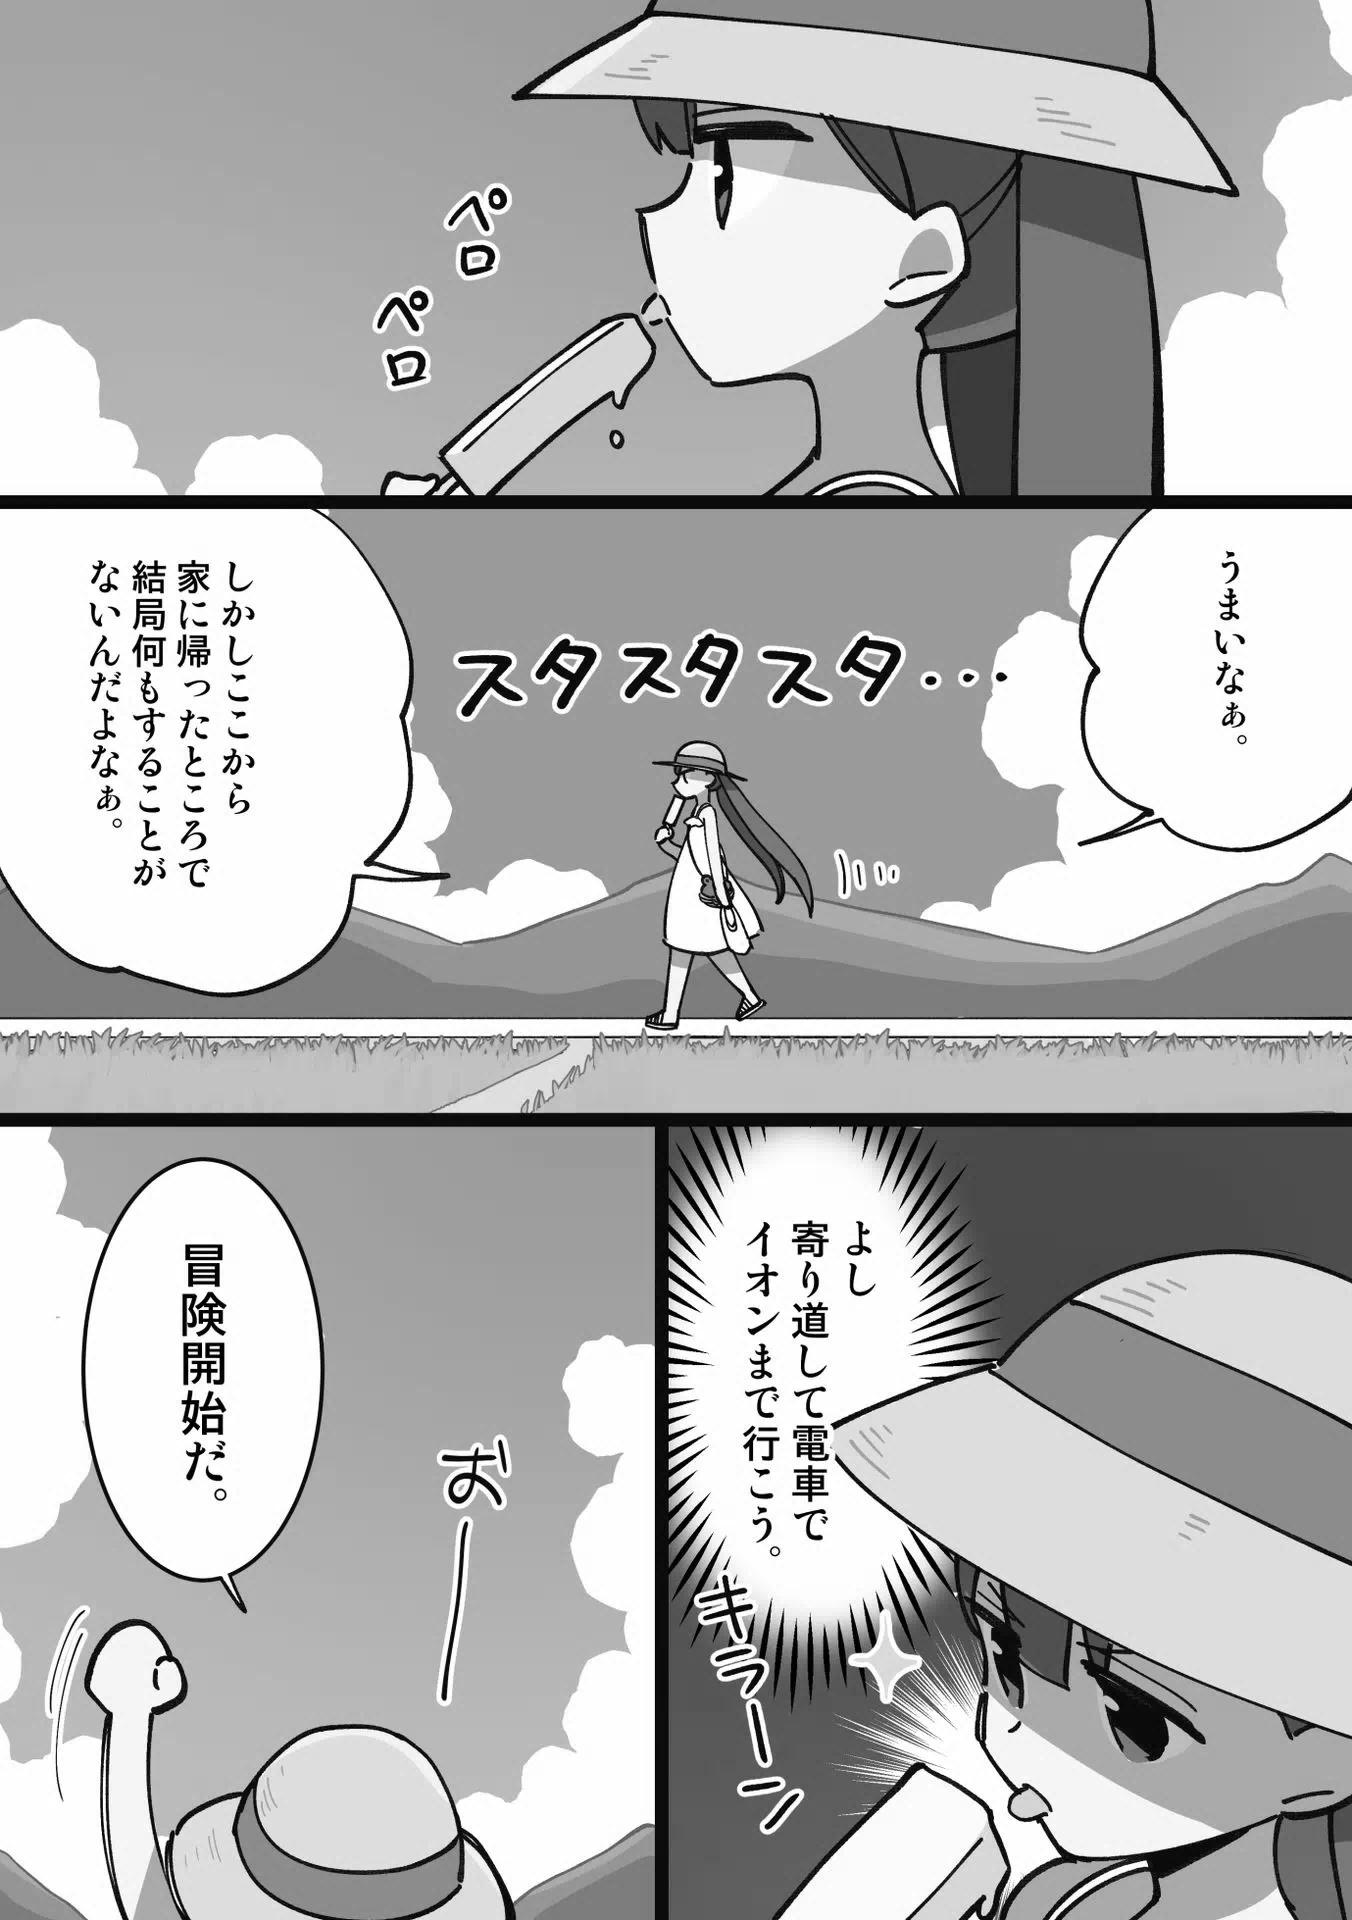 ペロ
ペロ
うまいなぁ。
スタスタスタ・・・
しかしここから
家に帰ったところで
結局何もすることが
ないんだよなぁ。
よし
寄り道して電車で
イオンまで行こう。
キラーン
おー
冒険開始だ。